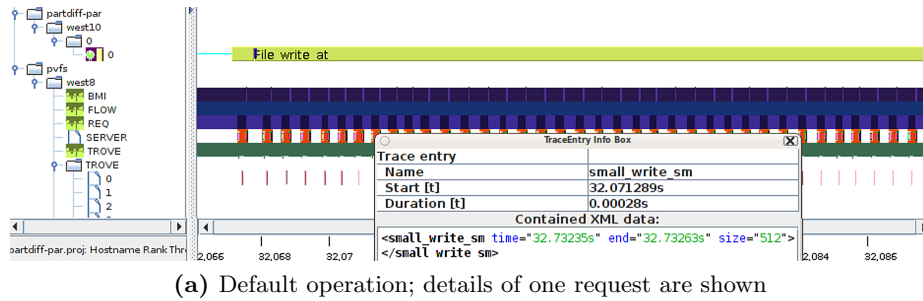 partdiff-par
west10
0
0
File write at
pvfs
west8
BMI
FLOW
REQ
SERVER
TROVE
TROVE
0
1
2
TraceEntry Info Box
Trace entry
Name small_write_sm
Start [t] 32.071289s
Duration [t] 0.00028s
Contained XML data:
<small_write_sm time="32.73235s" end="32.73263s" size="512">
</small_write_sm>
partdiff-par.proj: Hostname Rank Thre
2,066 32,068 32,07 2,084 32,086
(a) Default operation; details of one request are shown